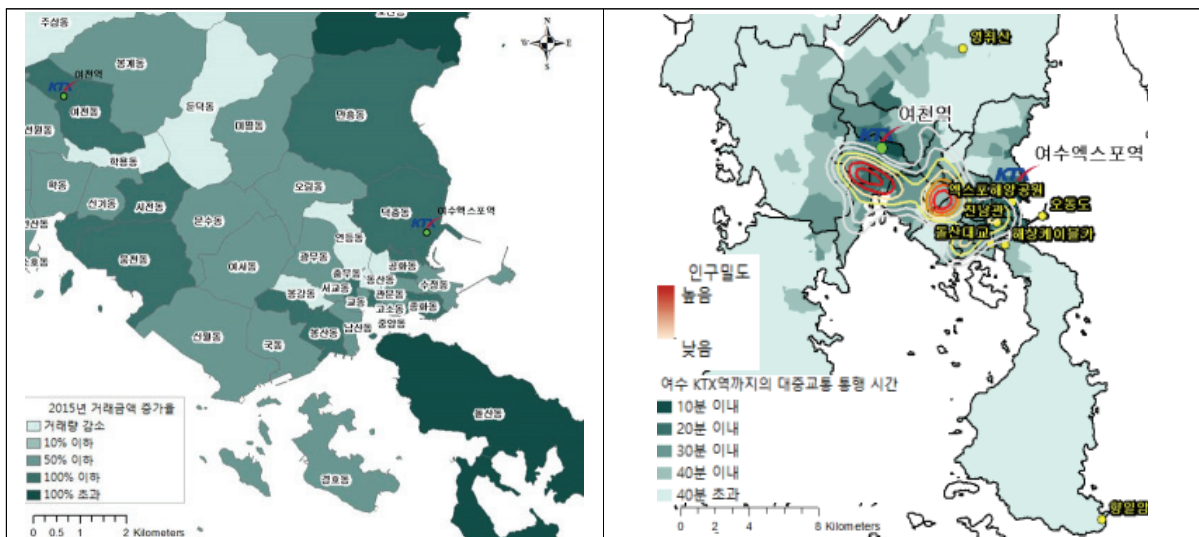 주삼동
봉계동
KTX 여천역
여천동
둔덕동
미평동
만흥동
선원동
학용동
학동
신기동
시전동
오림동
문수동
덕충동
여수엑스포역
KTX
웅천동
연등동
여서동
광무동
공화동
충무동
동산동
수정동
봉강동
서교동
관문동
교동
고소동
종화동
중앙동
신월동
국동
봉산동
남산동
돌산동
경호동
N
W E
S
2015년 거래금액 증가율
거래량 감소
10% 이하
50% 이하
100% 이하
100% 초과
0 0.5 1 2 Kilometers
영취산
여천역
KTX
여수엑스포역
KTX
엑스포해양공원
오동도
진남관
돌산대교
해상케이블카
인구밀도
높음
낮음
여수 KTX역까지의 대중교통 통행 시간
10분 이내
20분 이내
30분 이내
40분 이내
40분 초과
0 2 4 8 Kilometers
향일암